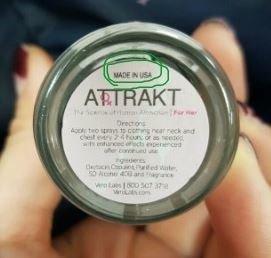 MADE IN USA
ATTRAKT
The Science of Human Attraction | For Her
Directions:
Apply two sprays to clothing near neck and
chest every 2-4 hours, or as needed,
with enhanced effects experienced
after continued use.
Ingredients:
Oxytocin Copulins, Purified Water,
SD Alcohol 40B and Fragrance
Vero Labs | 800 507 3718
VeroLabs.com